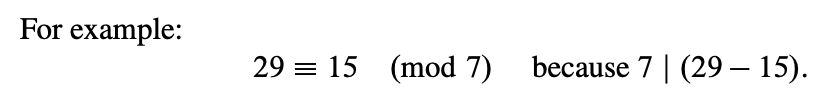 For example:
29 ≡ 15 (mod 7) because 7 | (29 − 15).